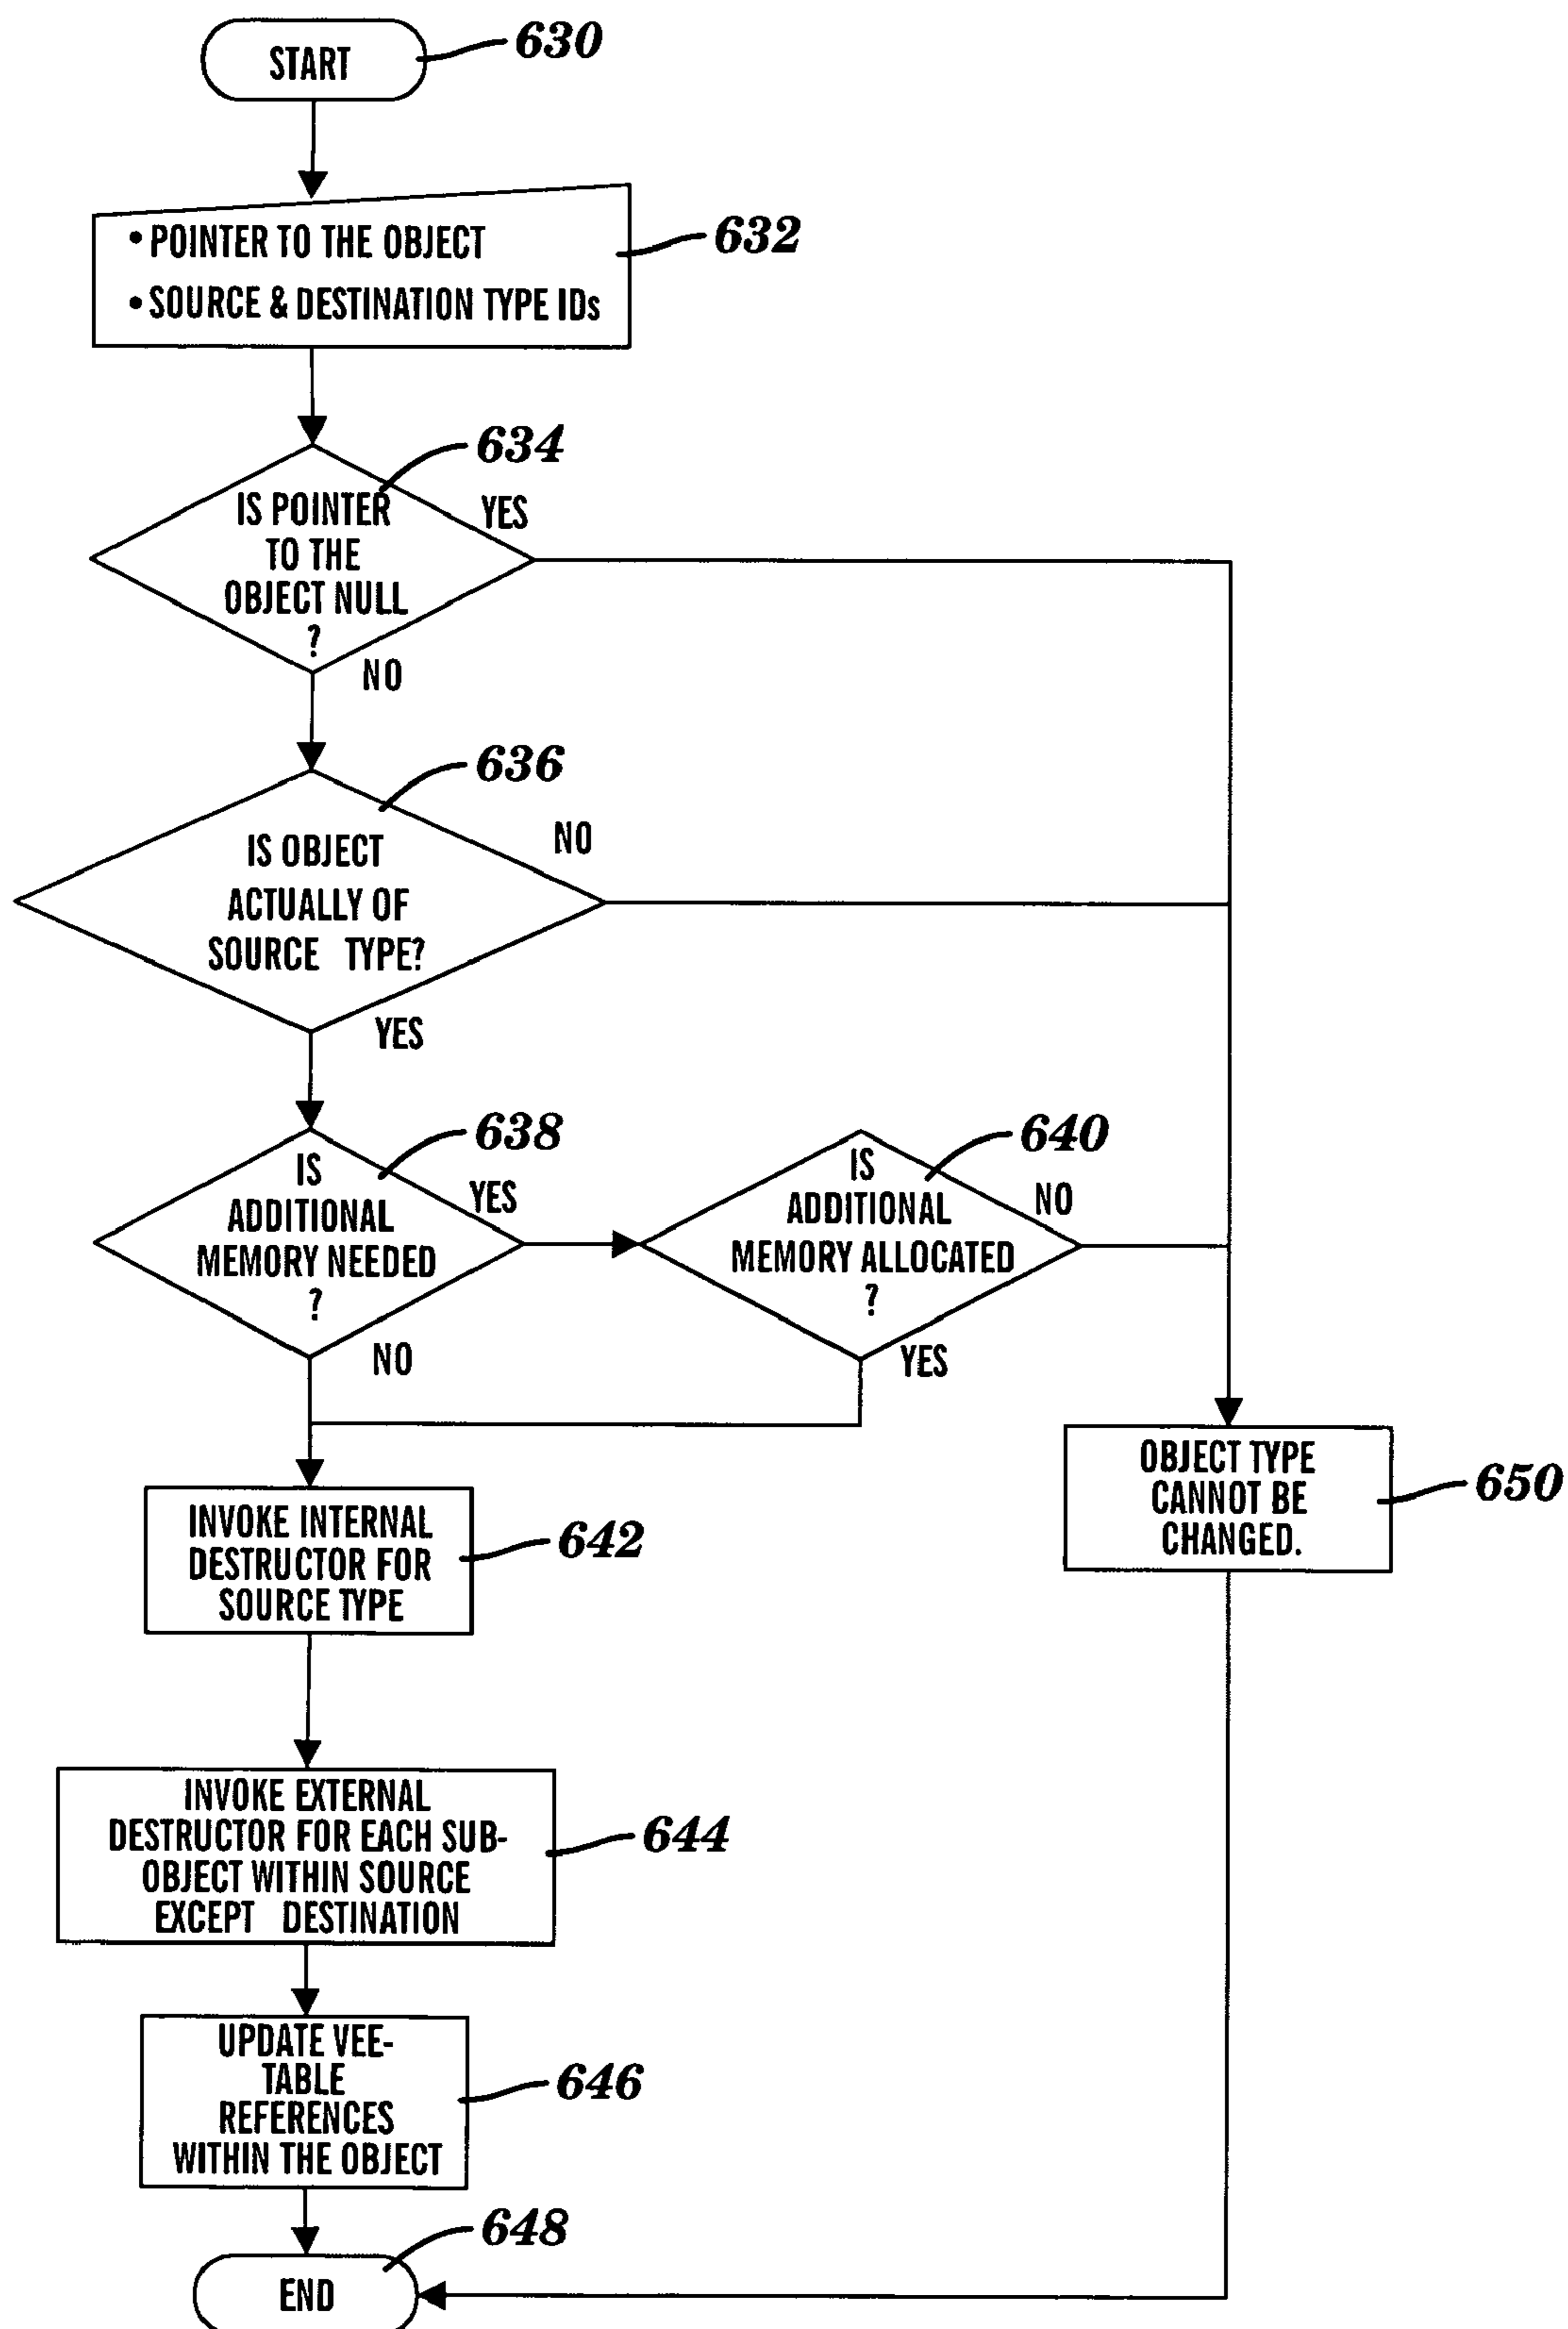 START
630
• POINTER TO THE OBJECT
• SOURCE & DESTINATION TYPE IDs
632
634
IS POINTER
TO THE
OBJECT NULL
?
YES
NO
636
IS OBJECT
ACTUALLY OF
SOURCE TYPE?
NO
YES
638
IS
ADDITIONAL
MEMORY NEEDED
?
YES
NO
640
IS
ADDITIONAL
MEMORY ALLOCATED
?
NO
YES
OBJECT TYPE
CANNOT BE
CHANGED.
650
INVOKE INTERNAL
DESTRUCTOR FOR
SOURCE TYPE
642
INVOKE EXTERNAL
DESTRUCTOR FOR EACH SUB-
OBJECT WITHIN SOURCE
EXCEPT DESTINATION
644
UPDATE VEE-
TABLE
REFERENCES
WITHIN THE OBJECT
646
648
END